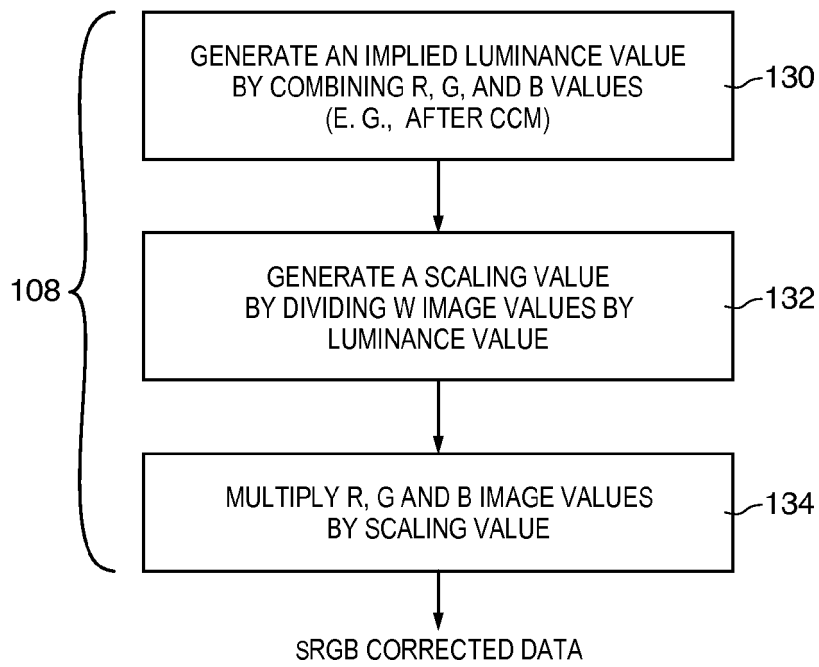 GENERATE AN IMPLIED LUMINANCE VALUE
BY COMBINING R, G, AND B VALUES
(E. G., AFTER CCM)
130
GENERATE A SCALING VALUE
BY DIVIDING W IMAGE VALUES BY
LUMINANCE VALUE
132
108
MULTIPLY R, G AND B IMAGE VALUES
BY SCALING VALUE
134
sRGB CORRECTED DATA